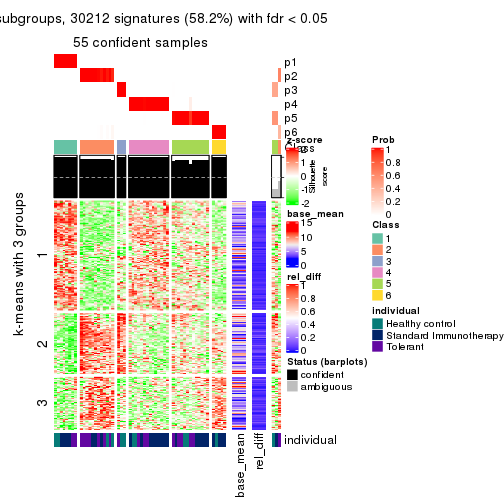 subgroups, 30212 signatures (58.2%) with fdr < 0.05
55 confident samples
p1
p2
p3
p4
p5
p6
Class
Silhouette
score
k-means with 3 groups
1
2
3
base_mean
rel_diff
individual
z-score
2
1
0
-1
-2
base_mean
15
10
5
0
rel_diff
1
0.8
0.6
0.4
0.2
0
Status (barplots)
confident
ambiguous
Prob
1
0.8
0.6
0.4
0.2
0
Class
1
2
3
4
5
6
individual
Healthy control
Standard Immunotherapy
Tolerant